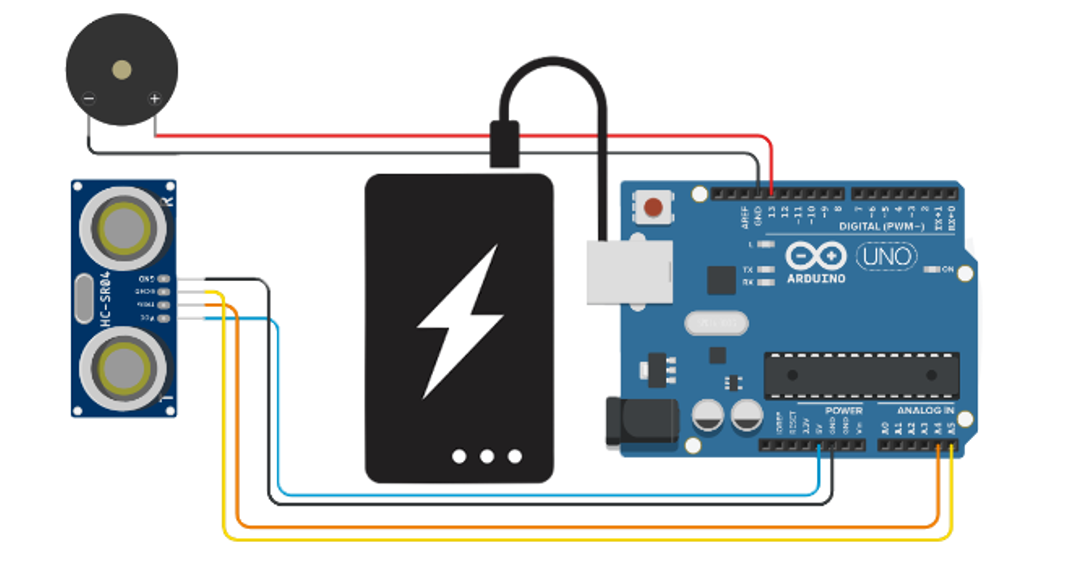 −
+
R
HC-SR04
GND
ECHO
TRIG
VCC
T
AREF
GND
13
12
~11
~10
~9
8
7
~6
~5
4
~3
2
TX→1
RX←0
DIGITAL (PWM~)
L
TX
RX
ARDUINO
UNO
ON
POWER
ANALOG IN
IOREF
RESET
3.3V
5V
GND
GND
Vin
A0
A1
A2
A3
A4
A5